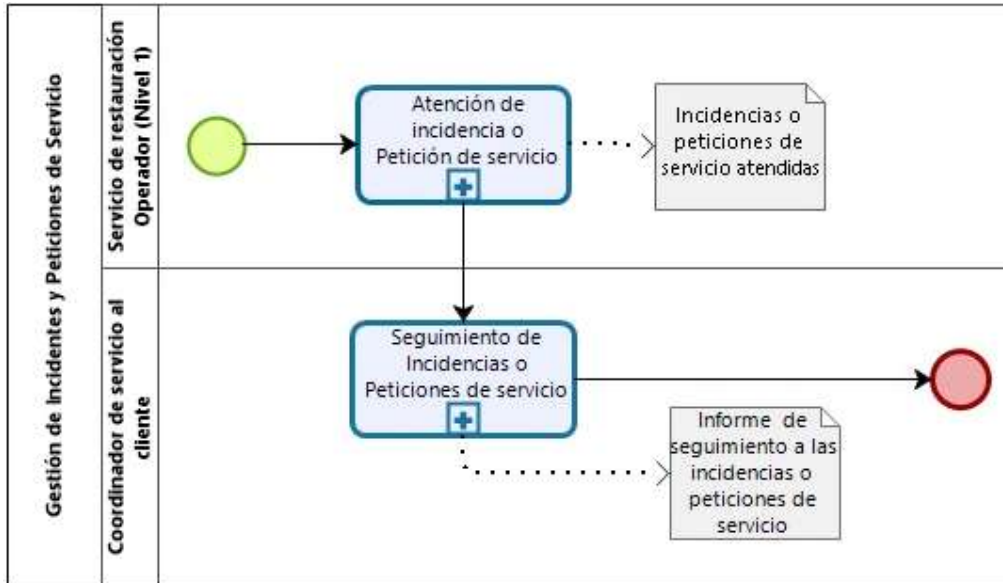 Gestión de Incidentes y Peticiones de Servicio
Servicio de restauración
Operador (Nivel 1)
Atención de
incidencia o
Petición de servicio
Incidencias o
peticiones de
servicio atendidas
Coordinador de servicio al
cliente
Seguimiento de
Incidencias o
Peticiones de servicio
Informe de
seguimiento a las
incidencias o
peticiones de
servicio